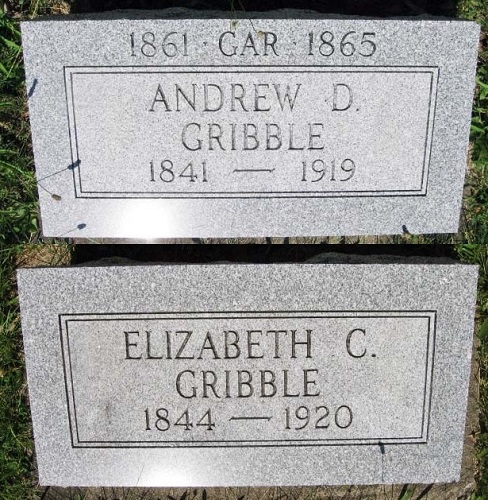 1861 · GAR · 1865
ANDREW D.
GRIBBLE
1841 — 1919
ELIZABETH C.
GRIBBLE
1844 — 1920